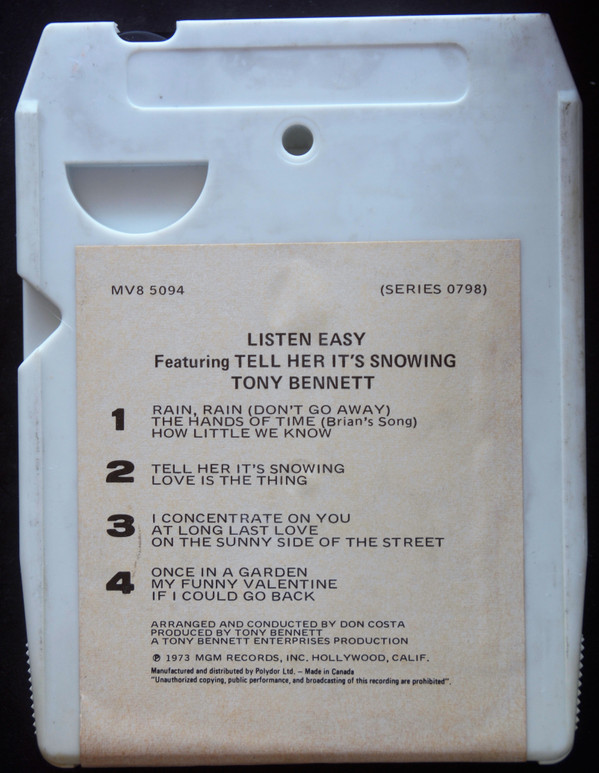 MV8 5094 (SERIES 0798)
LISTEN EASY
Featuring TELL HER IT'S SNOWING
TONY BENNETT
1 RAIN, RAIN (DON'T GO AWAY)
THE HANDS OF TIME (Brian's Song)
HOW LITTLE WE KNOW
2 TELL HER IT'S SNOWING
LOVE IS THE THING
3 I CONCENTRATE ON YOU
AT LONG LAST LOVE
ON THE SUNNY SIDE OF THE STREET
4 ONCE IN A GARDEN
MY FUNNY VALENTINE
IF I COULD GO BACK
ARRANGED AND CONDUCTED BY DON COSTA
PRODUCED BY TONY BENNETT
A TONY BENNETT ENTERPRISES PRODUCTION
℗ 1973 MGM RECORDS, INC. HOLLYWOOD, CALIF.
Manufactured and distributed by Polydor Ltd. – Made in Canada
"Unauthorized copying, public performance, and broadcasting of this recording are prohibited".